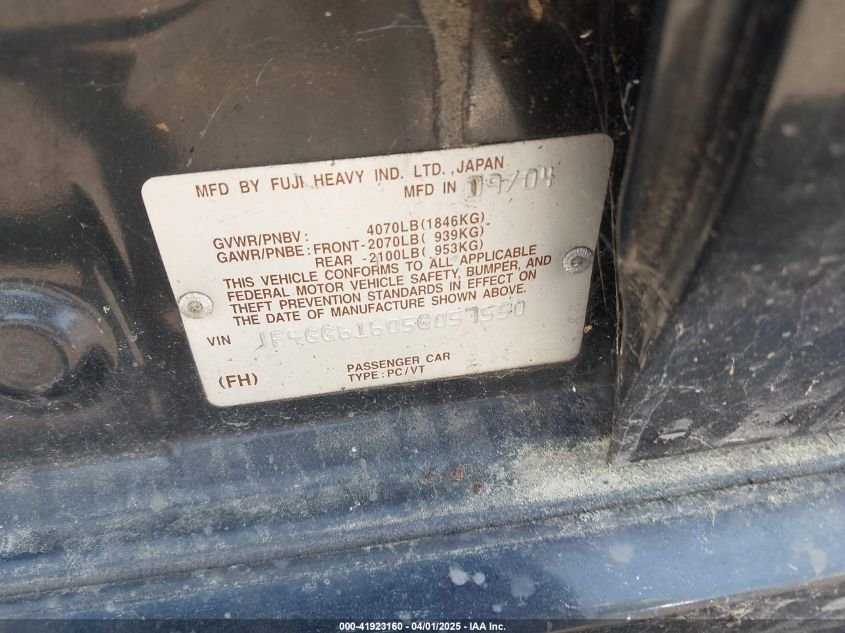 MFD BY FUJI HEAVY IND. LTD., JAPAN
MFD IN 09/04
GVWR/PNBV: 4070LB(1846KG)
GAWR/PNBE: FRONT-2070LB( 939KG)
REAR -2100LB( 953KG)
THIS VEHICLE CONFORMS TO ALL APPLICABLE
FEDERAL MOTOR VEHICLE SAFETY, BUMPER, AND
THEFT PREVENTION STANDARDS IN EFFECT ON
THE DATE OF MANUFACTURE SHOWN ABOVE.
VIN JF4GG61605G057550
PASSENGER CAR
(FH) TYPE: PC/VT
000-41923160 - 04/01/2025 - IAA Inc.